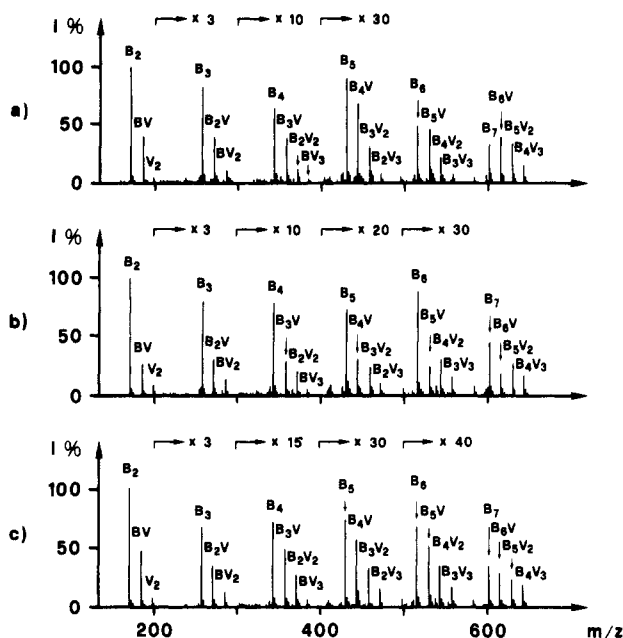 I %
× 3
× 10
× 30
a)
100
50
0
B2
BV
V2
B3
B2V
BV2
B4
B3V
B2V2
BV3
B5
B4V
B3V2
B2V3
B6
B5V
B4V2
B3V3
B7
B6V
B5V2
B4V3
I %
× 3
× 10
× 20
× 30
b)
100
50
0
B2
BV
V2
B3
B2V
BV2
B4
B3V
B2V2
BV3
B5
B4V
B3V2
B2V3
B6
B5V
B4V2
B3V3
B7
B6V
B5V2
B4V3
I %
× 3
× 15
× 30
× 40
c)
100
50
0
B2
BV
V2
B3
B2V
BV2
B4
B3V
B2V2
BV3
B5
B4V
B3V2
B2V3
B6
B5V
B4V2
B3V3
B7
B6V
B5V2
B4V3
200
400
600
m/z